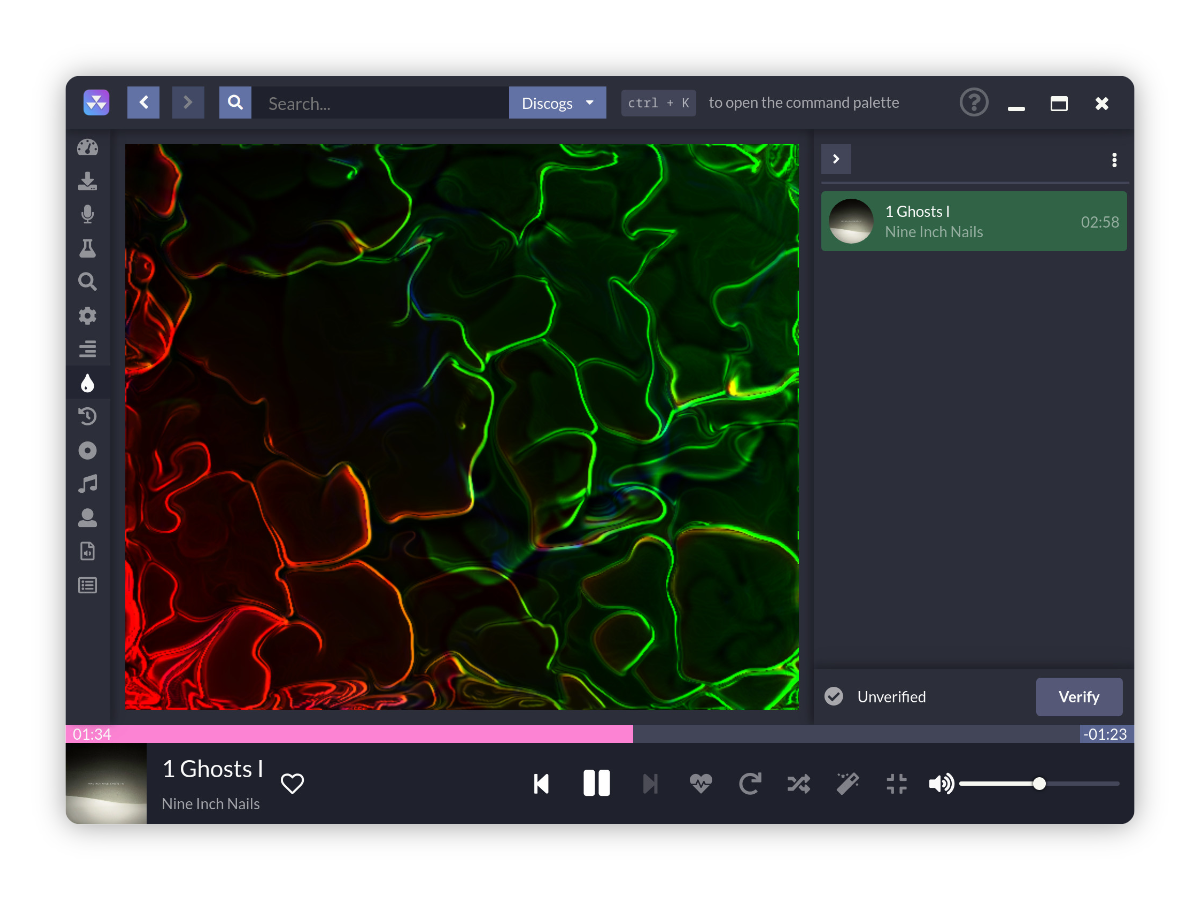 Search...
Discogs
ctrl + K
to open the command palette
?
1 Ghosts I
Nine Inch Nails
02:58
Unverified
Verify
01:34
-01:23
1 Ghosts I
Nine Inch Nails